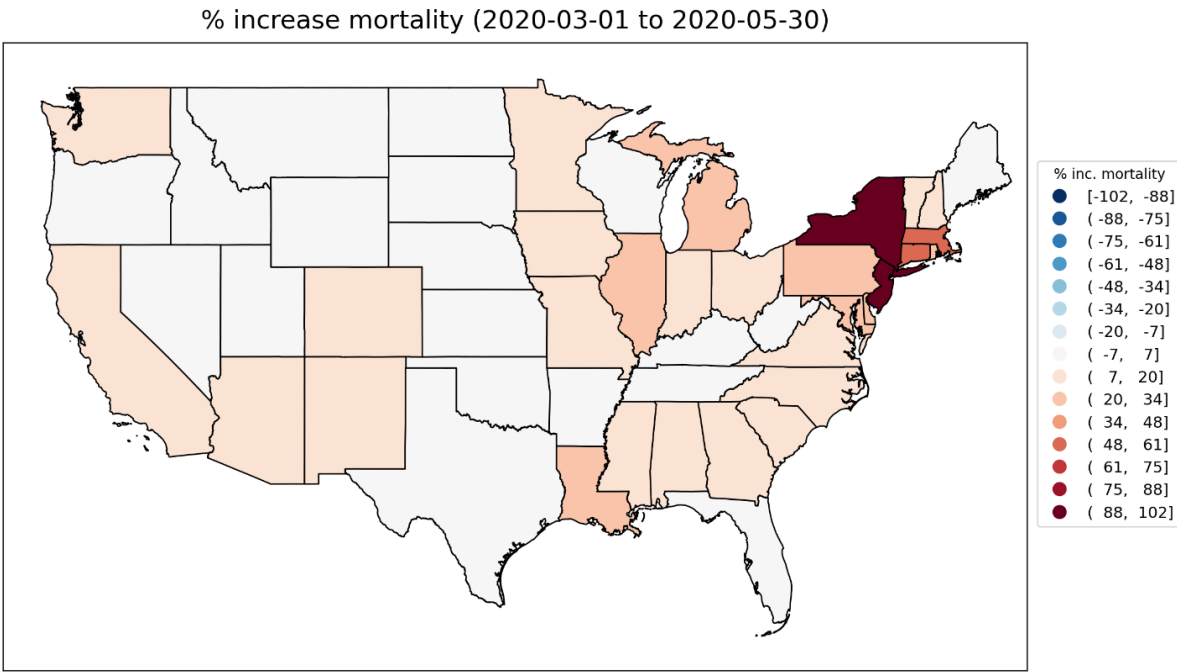 % increase mortality (2020-03-01 to 2020-05-30)
% inc. mortality
[-102, -88]
( -88, -75]
( -75, -61]
( -61, -48]
( -48, -34]
( -34, -20]
( -20, -7]
( -7, 7]
( 7, 20]
( 20, 34]
( 34, 48]
( 48, 61]
( 61, 75]
( 75, 88]
( 88, 102]